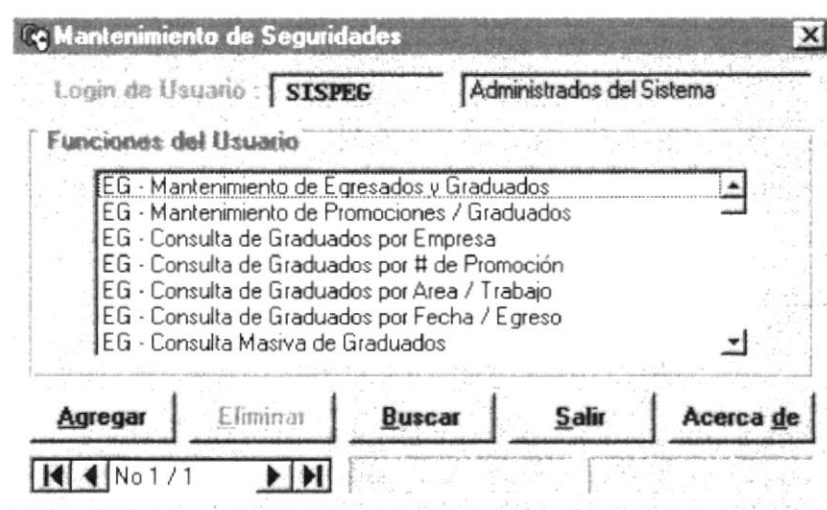 Mantenimiento de Seguridades
Login de Usuario : SISPEG Administrados del Sistema
Funciones del Usuario
EG - Mantenimiento de Egresados y Graduados
EG - Mantenimiento de Promociones / Graduados
EG - Consulta de Graduados por Empresa
EG - Consulta de Graduados por # de Promoción
EG - Consulta de Graduados por Area / Trabajo
EG - Consulta de Graduados por Fecha / Egreso
EG - Consulta Masiva de Graduados
Agregar Eliminar Buscar Salir Acerca de
No 1 / 1